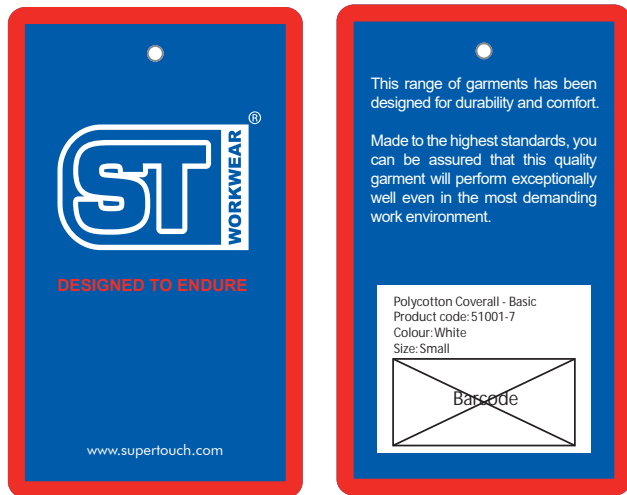 ST
WORKWEAR
®
DESIGNED TO ENDURE
www.supertouch.com
This range of garments has been
designed for durability and comfort.
Made to the highest standards, you
can be assured that this quality
garment will perform exceptionally
well even in the most demanding
work environment.
Polycotton Coverall - Basic
Product code: 51001-7
Colour: White
Size: Small
Barcode